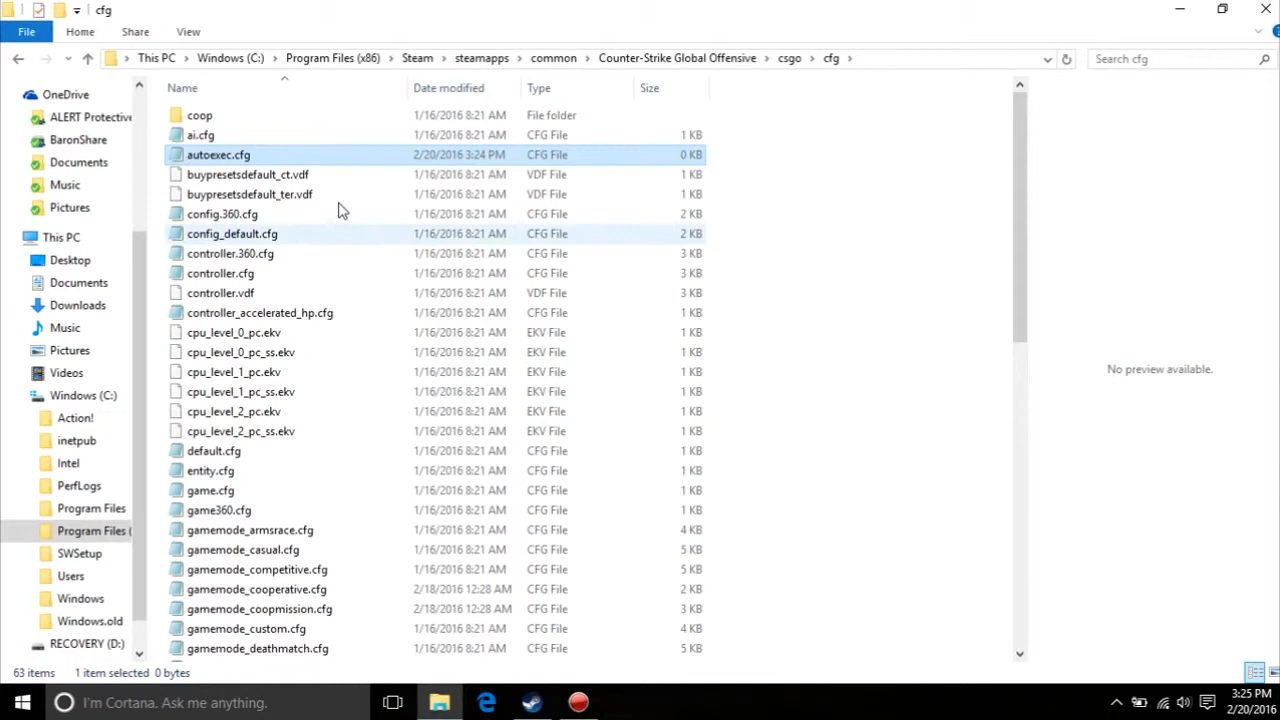 cfg
File Home Share View
This PC Windows (C:) Program Files (x86) Steam steamapps common Counter-Strike Global Offensive csgo cfg Search cfg
Name Date modified Type Size
OneDrive
ALERT Protective
BaronShare
Documents
Music
Pictures
This PC
Desktop
Documents
Downloads
Music
Pictures
Videos
Windows (C:)
Action!
inetpub
Intel
PerfLogs
Program Files
Program Files (
SWSetup
Users
Windows
Windows.old
RECOVERY (D:)
coop 1/16/2016 8:21 AM File folder
ai.cfg 1/16/2016 8:21 AM CFG File 1 KB
autoexec.cfg 2/20/2016 3:24 PM CFG File 0 KB
buypresetsdefault_ct.vdf 1/16/2016 8:21 AM VDF File 1 KB
buypresetsdefault_ter.vdf 1/16/2016 8:21 AM VDF File 1 KB
config.360.cfg 1/16/2016 8:21 AM CFG File 2 KB
config_default.cfg 1/16/2016 8:21 AM CFG File 2 KB
controller.360.cfg 1/16/2016 8:21 AM CFG File 3 KB
controller.cfg 1/16/2016 8:21 AM CFG File 3 KB
controller.vdf 1/16/2016 8:21 AM VDF File 3 KB
controller_accelerated_hp.cfg 1/16/2016 8:21 AM CFG File 1 KB
cpu_level_0_pc.ekv 1/16/2016 8:21 AM EKV File 1 KB
cpu_level_0_pc_ss.ekv 1/16/2016 8:21 AM EKV File 1 KB
cpu_level_1_pc.ekv 1/16/2016 8:21 AM EKV File 1 KB
cpu_level_1_pc_ss.ekv 1/16/2016 8:21 AM EKV File 1 KB
cpu_level_2_pc.ekv 1/16/2016 8:21 AM EKV File 1 KB
cpu_level_2_pc_ss.ekv 1/16/2016 8:21 AM EKV File 1 KB
default.cfg 1/16/2016 8:21 AM CFG File 1 KB
entity.cfg 1/16/2016 8:21 AM CFG File 1 KB
game.cfg 1/16/2016 8:21 AM CFG File 1 KB
game360.cfg 1/16/2016 8:21 AM CFG File 1 KB
gamemode_armsrace.cfg 1/16/2016 8:21 AM CFG File 4 KB
gamemode_casual.cfg 1/16/2016 8:21 AM CFG File 5 KB
gamemode_competitive.cfg 1/16/2016 8:21 AM CFG File 5 KB
gamemode_cooperative.cfg 2/18/2016 12:28 AM CFG File 2 KB
gamemode_coopmission.cfg 2/18/2016 12:28 AM CFG File 3 KB
gamemode_custom.cfg 1/16/2016 8:21 AM CFG File 4 KB
gamemode_deathmatch.cfg 1/16/2016 8:21 AM CFG File 5 KB
No preview available.
63 items 1 item selected 0 bytes
I'm Cortana. Ask me anything.
3:25 PM
2/20/2016